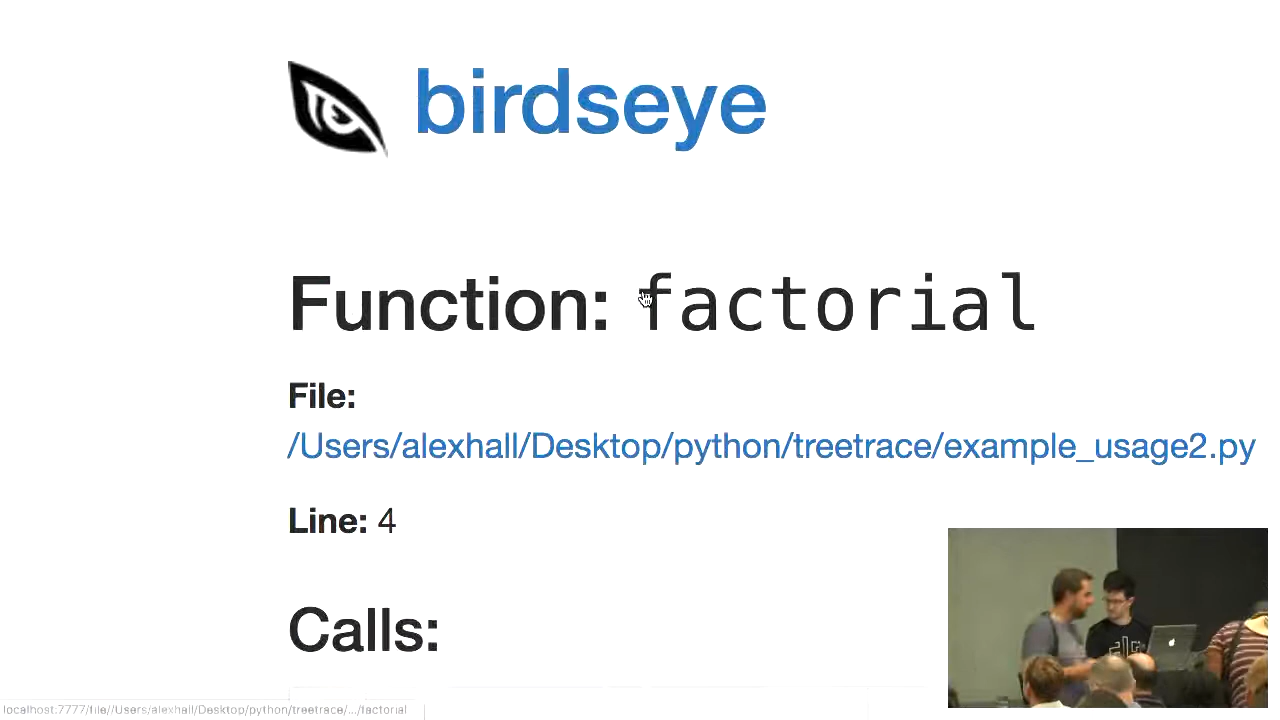 birdseye
Function: factorial
File:
/Users/alexhall/Desktop/python/treetrace/example_usage2.py
Line: 4
Calls:
localhost:7777/file//Users/alexhall/Desktop/python/treetrace/.../factorial